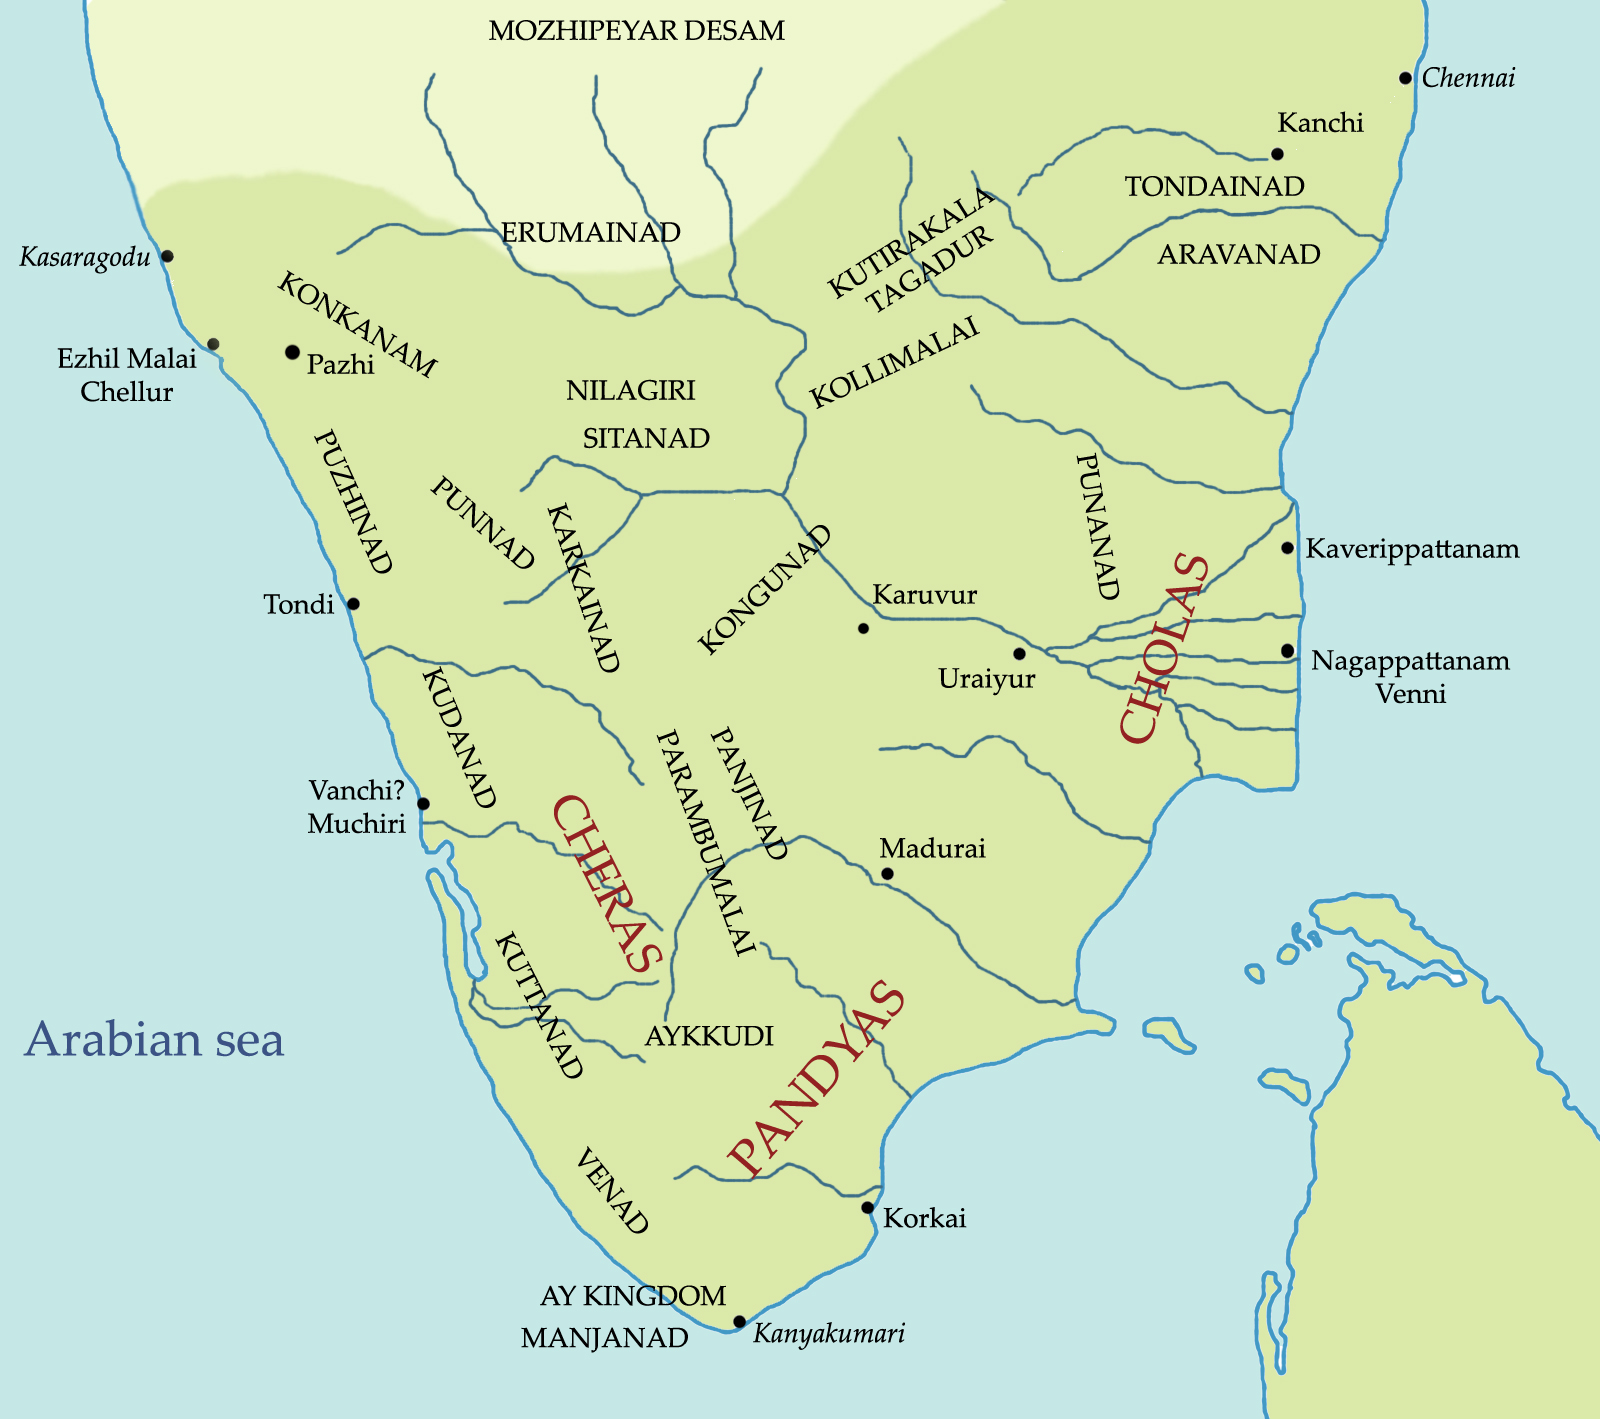 MOZHIPEYAR DESAM
Chennai
Kanchi
TONDAINAD
KUTIRAKALA
TAGADUR
ERUMAINAD
ARAVANAD
Kasaragodu
KONKANAM
Ezhil Malai
Chellur
Pazhi
KOLLIMALAI
NILAGIRI
SITANAD
PUZHINAD
PUNNAD
KARKAINAD
KONGUNAD
PUNANAD
Kaverippattanam
CHOLAS
Tondi
Karuvur
Uraiyur
Nagappattanam
Venni
KUDANAD
PARAMBUMALAI
PANJINAD
Vanchi?
Muchiri
CHERAS
Madurai
KUTTANAD
Arabian sea
AYKKUDI
PANDYAS
VENAD
Korkai
AY KINGDOM
MANJANAD
Kanyakumari